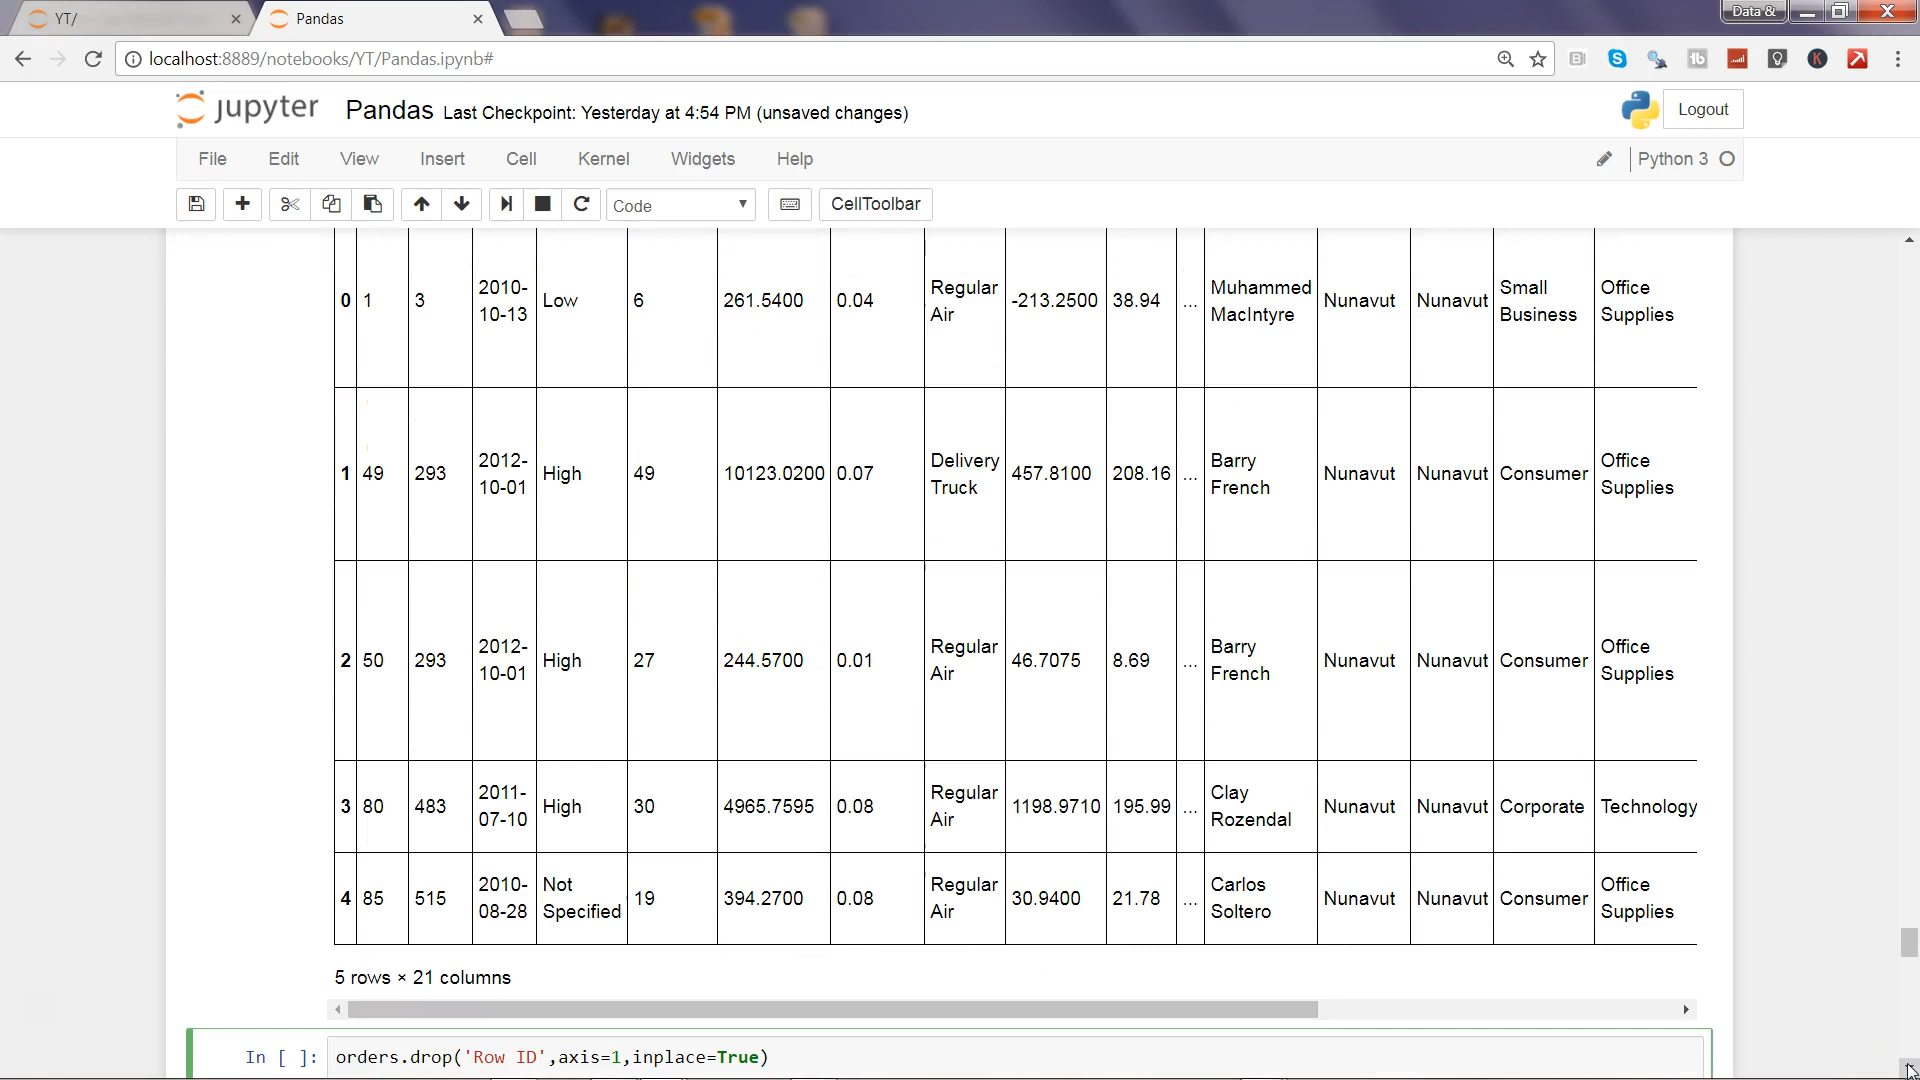 YT/
Pandas
Data &
localhost:8889/notebooks/YT/Pandas.ipynb#
jupyter Pandas Last Checkpoint: Yesterday at 4:54 PM (unsaved changes)
Logout
File Edit View Insert Cell Kernel Widgets Help
Python 3
Code
CellToolbar
0 1 3 2010-10-13 Low 6 261.5400 0.04 Regular Air -213.2500 38.94 ... Muhammed MacIntyre Nunavut Nunavut Small Business Office Supplies
1 49 293 2012-10-01 High 49 10123.0200 0.07 Delivery Truck 457.8100 208.16 ... Barry French Nunavut Nunavut Consumer Office Supplies
2 50 293 2012-10-01 High 27 244.5700 0.01 Regular Air 46.7075 8.69 ... Barry French Nunavut Nunavut Consumer Office Supplies
3 80 483 2011-07-10 High 30 4965.7595 0.08 Regular Air 1198.9710 195.99 ... Clay Rozendal Nunavut Nunavut Corporate Technology
4 85 515 2010-08-28 Not Specified 19 394.2700 0.08 Regular Air 30.9400 21.78 ... Carlos Soltero Nunavut Nunavut Consumer Office Supplies
5 rows × 21 columns
In [ ]: orders.drop('Row ID',axis=1,inplace=True)